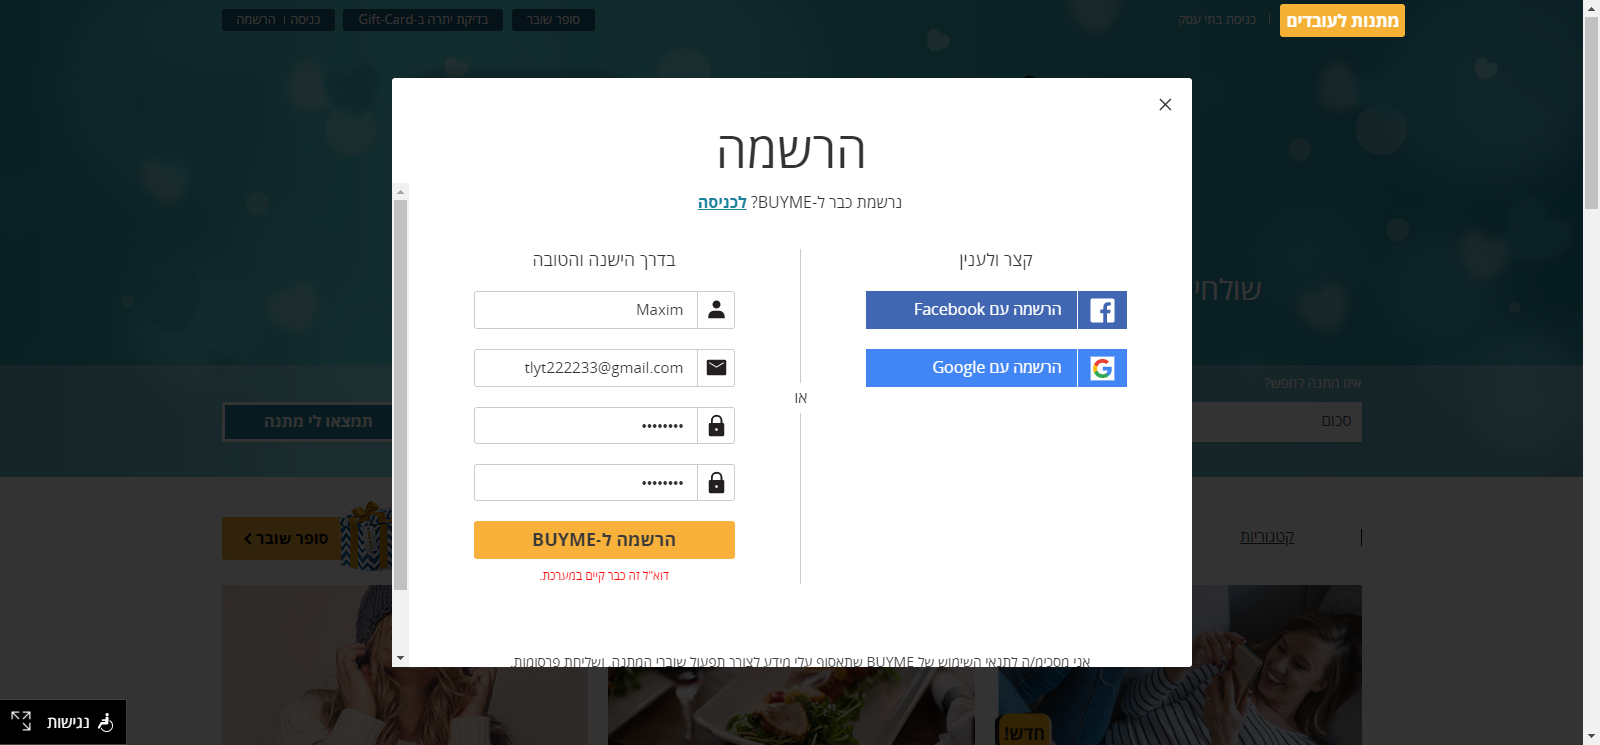 מתנות לעובדים
כניסת בתי עסק
סופר שובר
בדיקת יתרה ב-Gift-Card
כניסה | הרשמה
הרשמה
נרשמת כבר ל-BUYME? לכניסה
קצר ולענין
הרשמה עם Facebook
הרשמה עם Google
או
בדרך הישנה והטובה
Maxim
tlyt222233@gmail.com
••••••••
••••••••
הרשמה ל-BUYME
דוא"ל זה כבר קיים במערכת.
אני מסכימ/ה לתנאי השימוש של BUYME שתאסוף עלי מידע לצורך תפעול שוברי המתנה, ושליחת פרסומות.
שולחי
איזו מתנה לחפש?
סכום
תמצאו לי מתנה
קטגוריות
סופר שובר
חדש!
נגישות